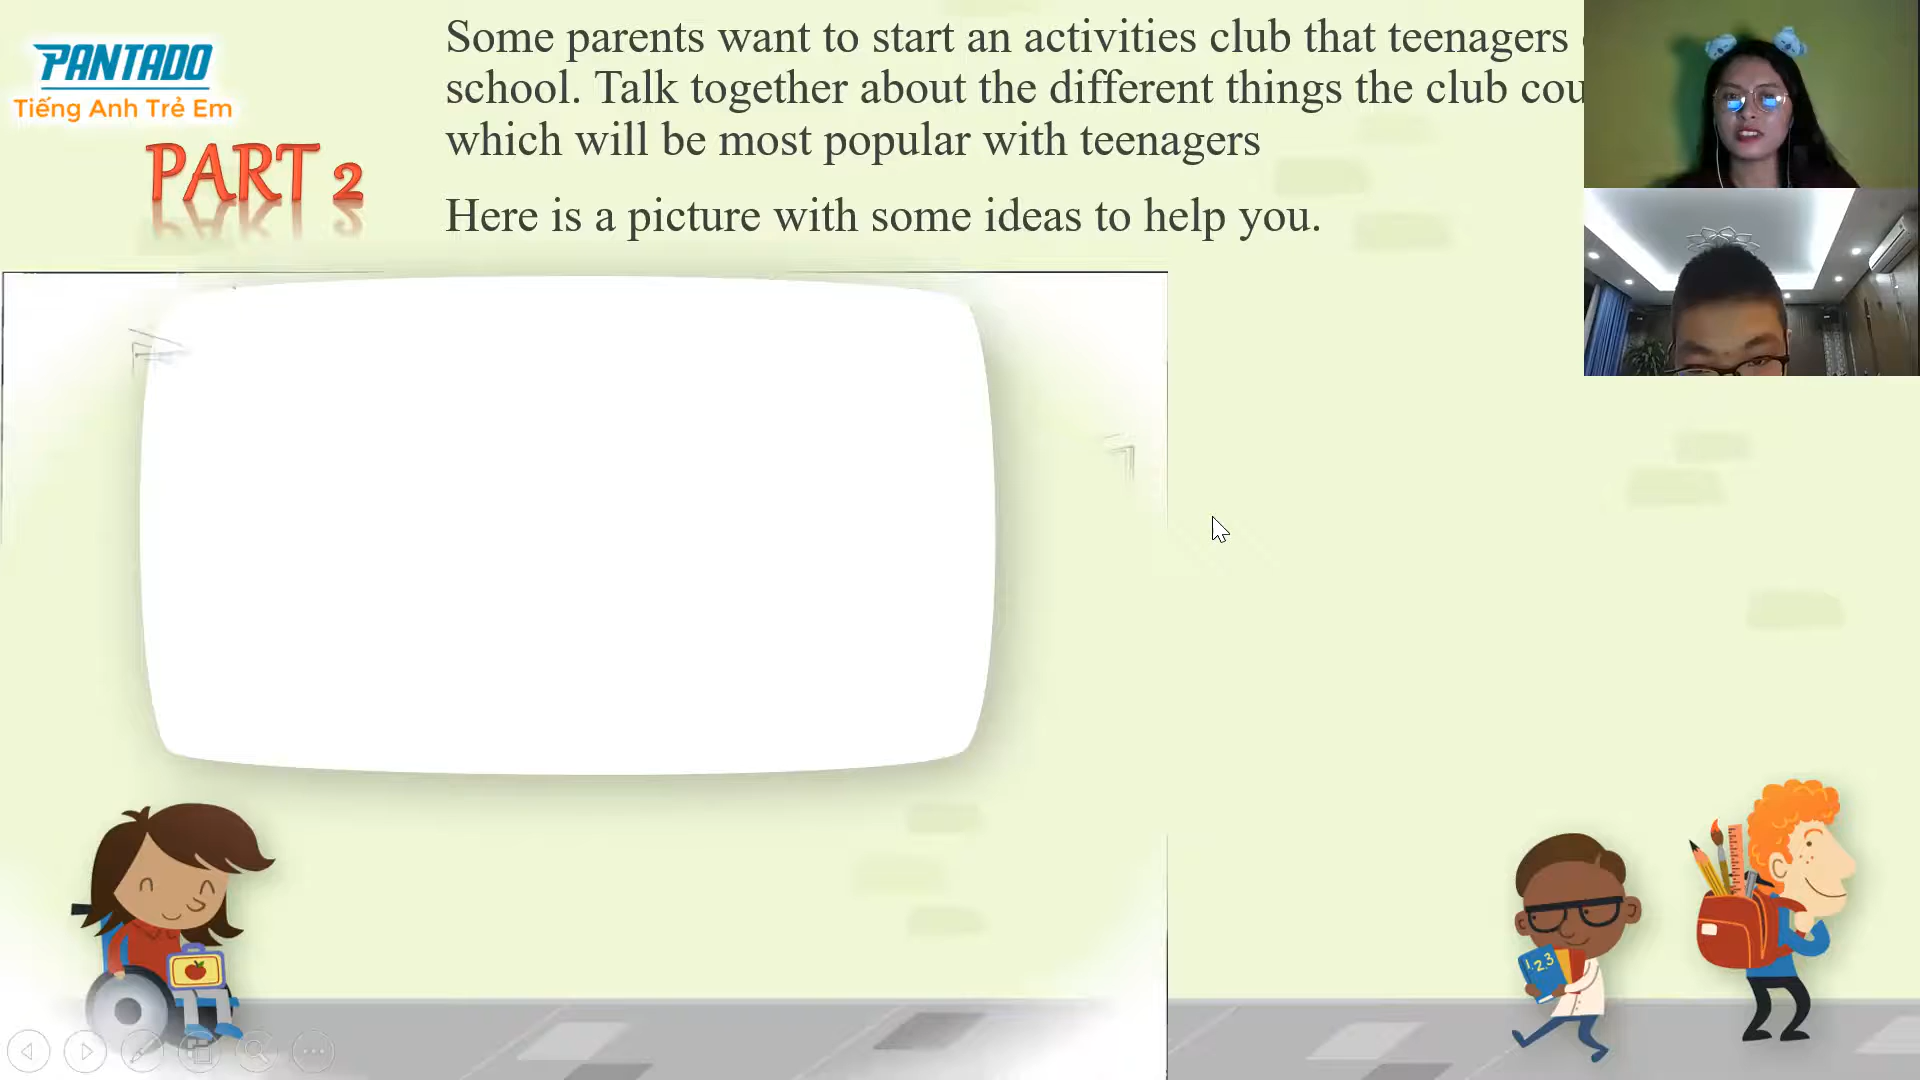 PANTADO
Tiếng Anh Trẻ Em
PART 2
Some parents want to start an activities club that teenagers
school. Talk together about the different things the club cou
which will be most popular with teenagers
Here is a picture with some ideas to help you.
123